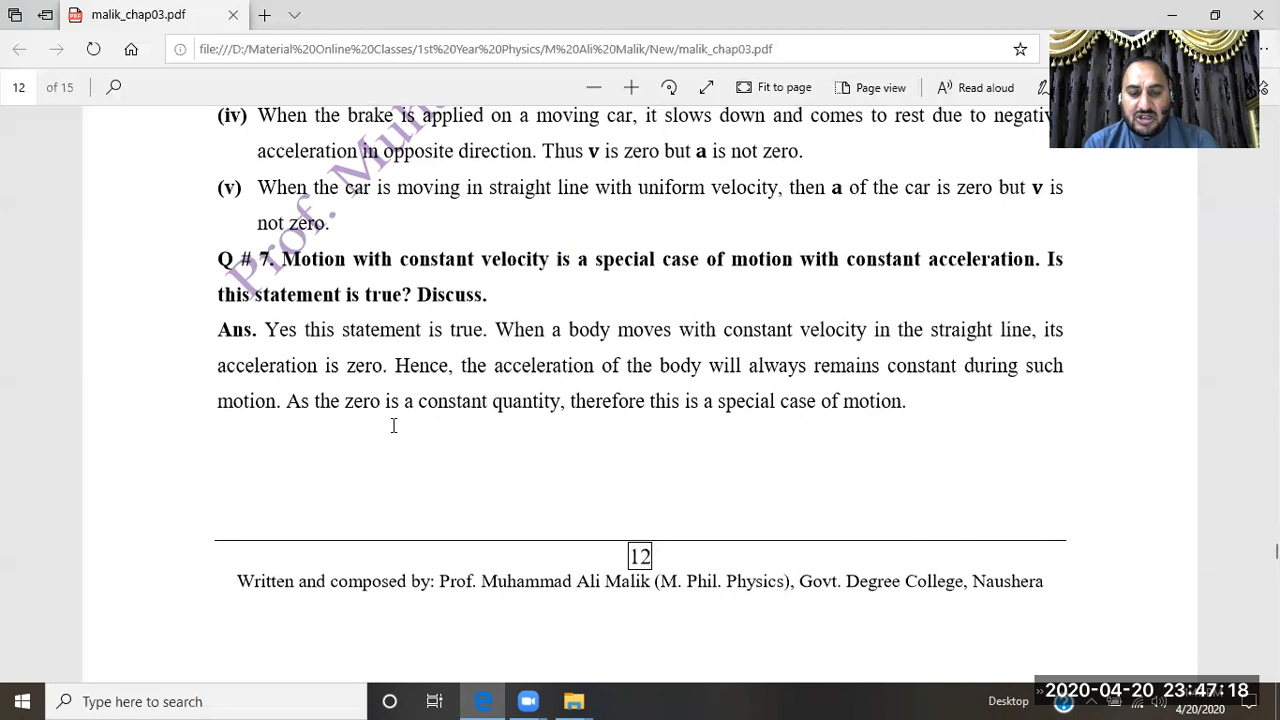 malik_chap03.pdf
file:///D:/Material%20Online%20Classes/1st%20Year%20Physics/M%20Ali%20Malik/New/malik_chap03.pdf
12 of 15
Fit to page
Page view
Read aloud
(iv) When the brake is applied on a moving car, it slows down and comes to rest due to negativ
acceleration in opposite direction. Thus v is zero but a is not zero.
(v) When the car is moving in straight line with uniform velocity, then a of the car is zero but v is
not zero.
Prof. Muh
Q # 7. Motion with constant velocity is a special case of motion with constant acceleration. Is
this statement is true? Discuss.
Ans. Yes this statement is true. When a body moves with constant velocity in the straight line, its
acceleration is zero. Hence, the acceleration of the body will always remains constant during such
motion. As the zero is a constant quantity, therefore this is a special case of motion.
12
Written and composed by: Prof. Muhammad Ali Malik (M. Phil. Physics), Govt. Degree College, Naushera
Type here to search
Desktop
2020-04-20 23:47:18
4/20/2020